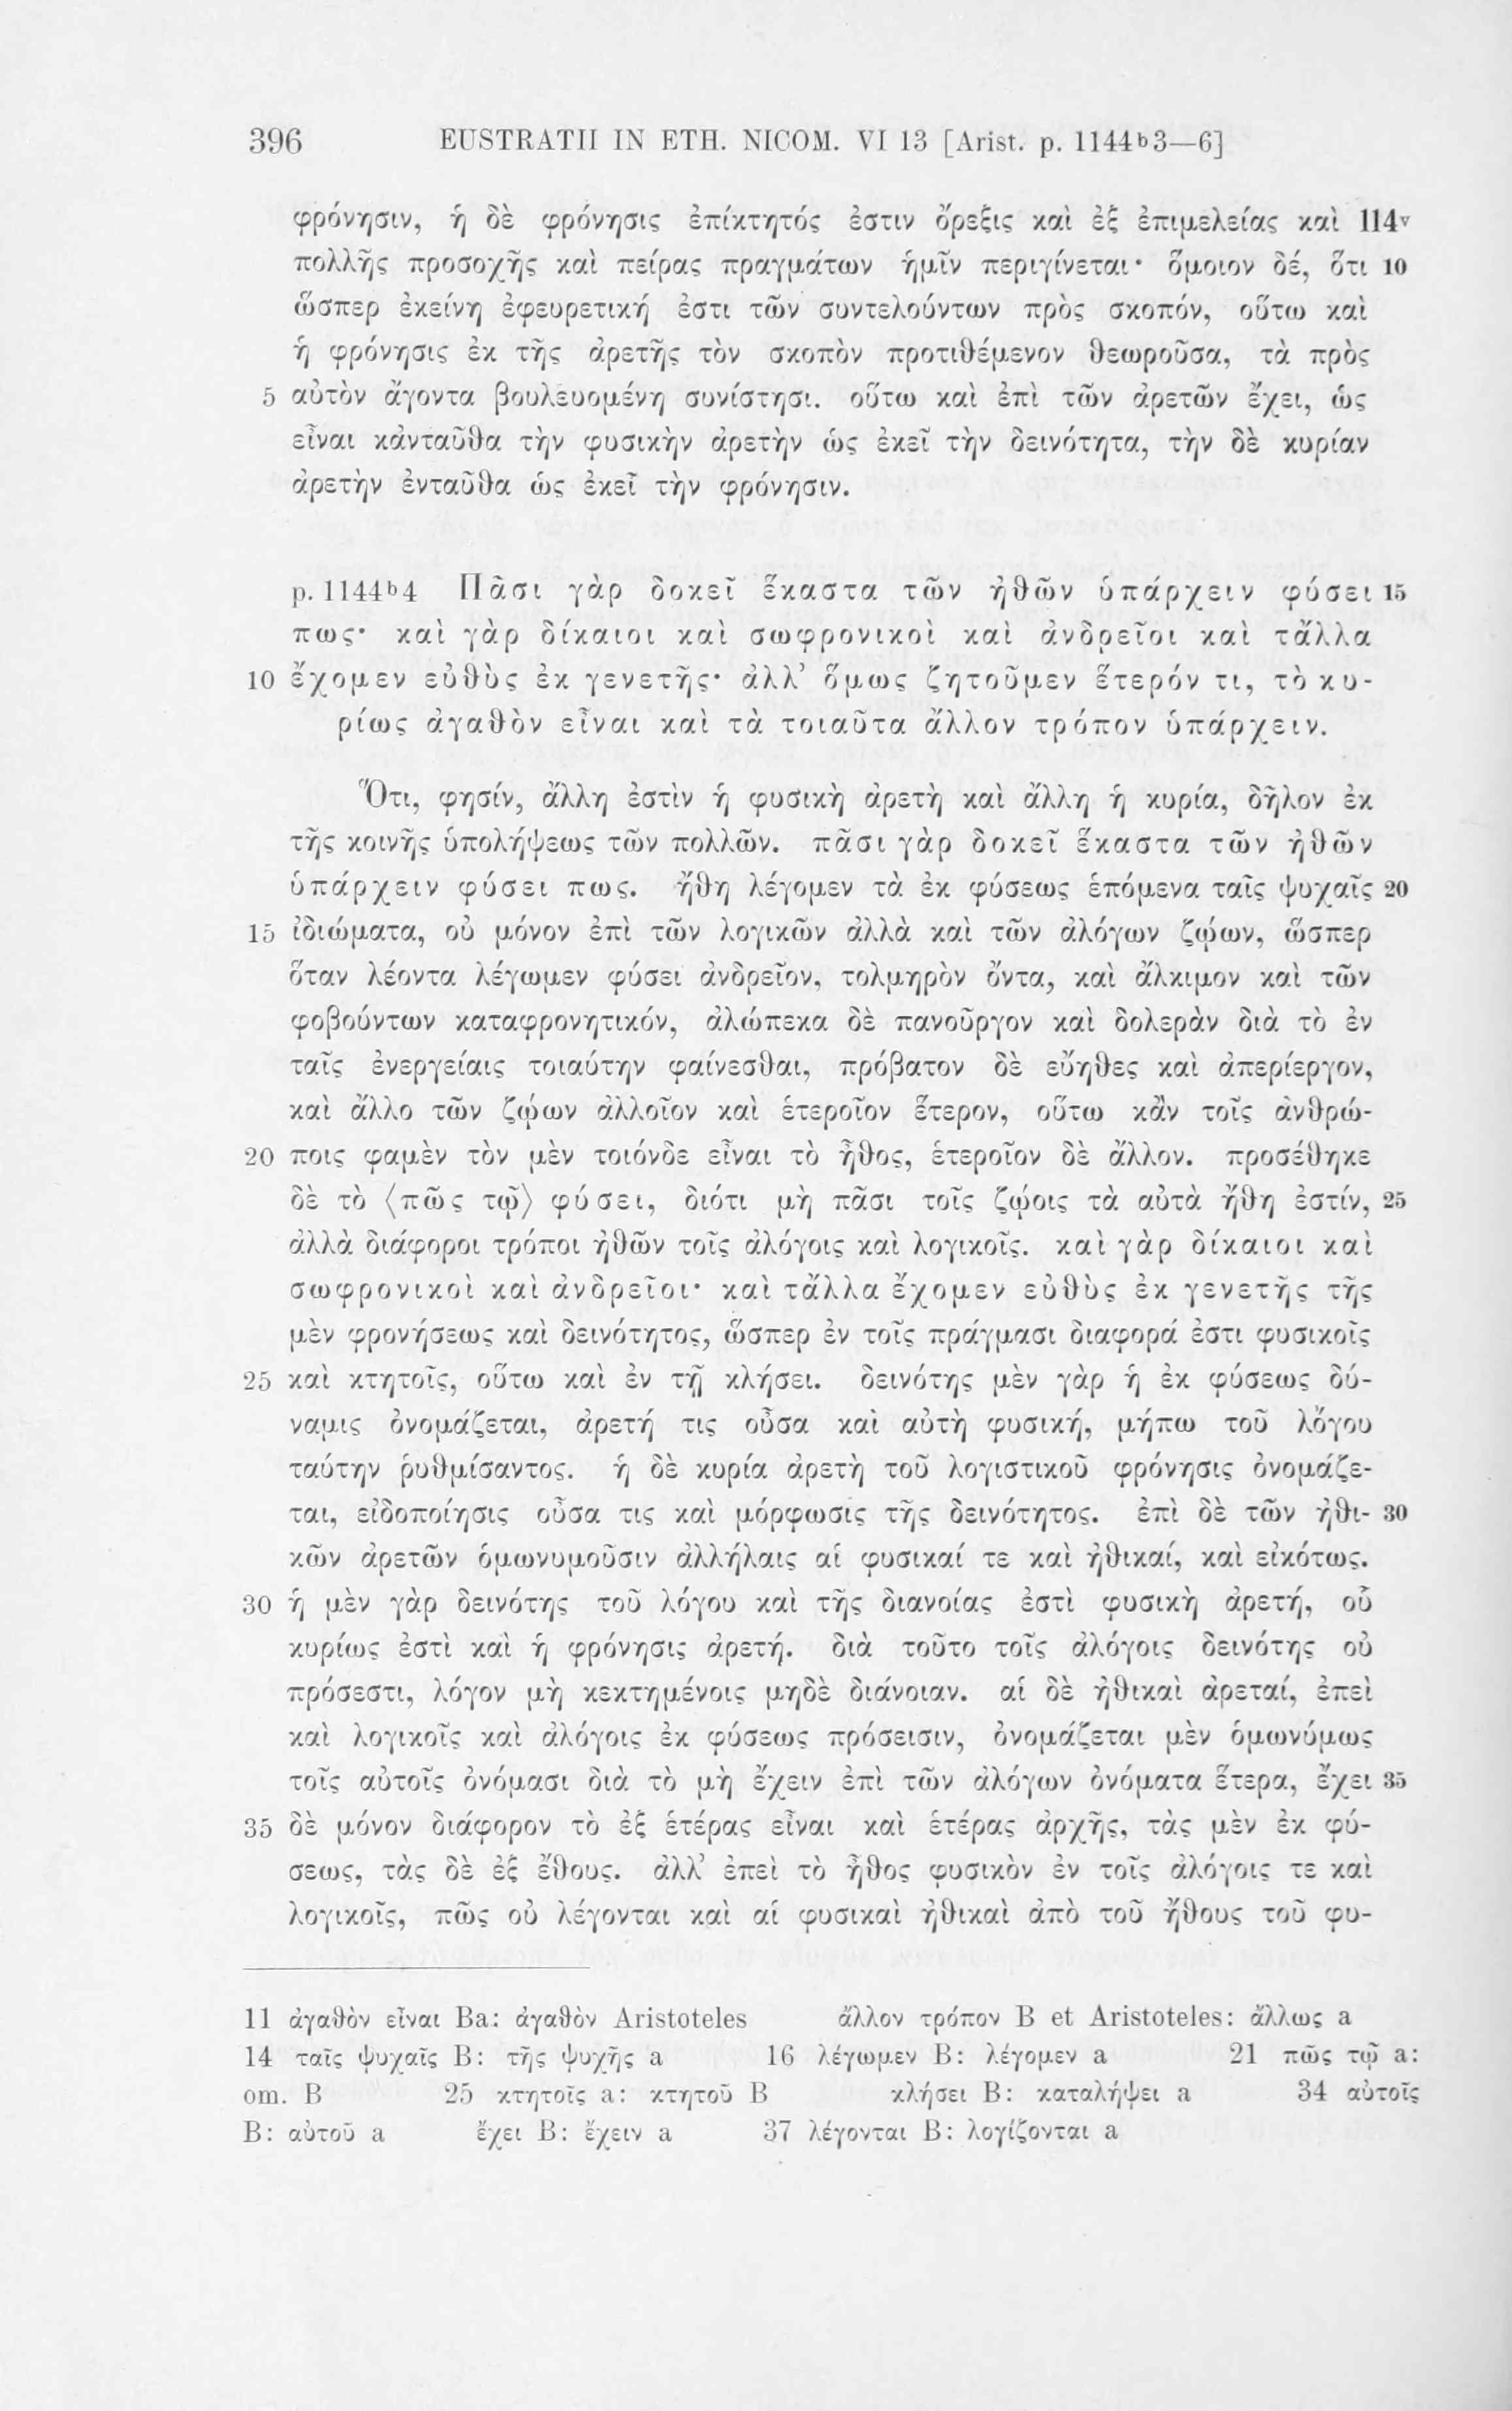 396 EUSTRATII IN ETH. NICOM. VI 13 [Arist. p. 1144b3—6]
φρόνησιν, ἡ δὲ φρόνησις ἐπίκτητός ἐστιν ὄρεξις καὶ ἐξ ἐπιμελείας καὶ 114v
πολλῆς προσοχῆς καὶ πείρας πραγμάτων ἡμῖν περιγίνεται· ὅμοιον δέ, ὅτι 10
ὥσπερ ἐκείνη ἐφευρετική ἐστι τῶν συντελούντων πρὸς σκοπόν, οὕτω καὶ
ἡ φρόνησις ἐκ τῆς ἀρετῆς τὸν σκοπὸν προτιθέμενον θεωροῦσα, τὰ πρὸς
5 αὐτὸν ἄγοντα βουλευομένη συνίστησι. οὕτω καὶ ἐπὶ τῶν ἀρετῶν ἔχει, ὡς
εἶναι κἀνταῦθα τὴν φυσικὴν ἀρετὴν ὡς ἐκεῖ τὴν δεινότητα, τὴν δὲ κυρίαν
ἀρετὴν ἐνταῦθα ὡς ἐκεῖ τὴν φρόνησιν.
p. 1144b4 Πᾶσι γὰρ δοκεῖ ἕκαστα τῶν ἠθῶν ὑπάρχειν φύσει 15
πως· καὶ γὰρ δίκαιοι καὶ σωφρονικοὶ καὶ ἀνδρεῖοι καὶ τἄλλα
10 ἔχομεν εὐθὺς ἐκ γενετῆς· ἀλλ’ ὅμως ζητοῦμεν ἕτερόν τι, τὸ κυ-
ρίως ἀγαθὸν εἶναι καὶ τὰ τοιαῦτα ἄλλον τρόπον ὑπάρχειν.
Ὅτι, φησίν, ἄλλη ἐστὶν ἡ φυσικὴ ἀρετὴ καὶ ἄλλη ἡ κυρία, δῆλον ἐκ
τῆς κοινῆς ὑπολήψεως τῶν πολλῶν. πᾶσι γὰρ δοκεῖ ἕκαστα τῶν ἠθῶν
ὑπάρχειν φύσει πως. ἤθη λέγομεν τὰ ἐκ φύσεως ἑπόμενα ταῖς ψυχαῖς 20
15 ἰδιώματα, οὐ μόνον ἐπὶ τῶν λογικῶν ἀλλὰ καὶ τῶν ἀλόγων ζῴων, ὥσπερ
ὅταν λέοντα λέγωμεν φύσει ἀνδρεῖον, τολμηρὸν ὄντα, καὶ ἄλκιμον καὶ τῶν
φοβούντων καταφρονητικόν, ἀλώπεκα δὲ πανοῦργον καὶ δολερὰν διὰ τὸ ἐν
ταῖς ἐνεργείαις τοιαύτην φαίνεσθαι, πρόβατον δὲ εὔηθες καὶ ἀπερίεργον,
καὶ ἄλλο τῶν ζῴων ἀλλοῖον καὶ ἑτεροῖον ἕτερον, οὕτω κἂν τοῖς ἀνθρώ-
20 ποις φαμὲν τὸν μὲν τοιόνδε εἶναι τὸ ἦθος, ἑτεροῖον δὲ ἄλλον. προσέθηκε
δὲ τὸ ⟨πῶς τῷ⟩ φύσει, διότι μὴ πᾶσι τοῖς ζῴοις τὰ αὐτὰ ἤθη ἐστίν, 25
ἀλλὰ διάφοροι τρόποι ἠθῶν τοῖς ἀλόγοις καὶ λογικοῖς. καὶ γὰρ δίκαιοι καὶ
σωφρονικοὶ καὶ ἀνδρεῖοι· καὶ τἄλλα ἔχομεν εὐθὺς ἐκ γενετῆς τῆς
μὲν φρονήσεως καὶ δεινότητος, ὥσπερ ἐν τοῖς πράγμασι διαφορά ἐστι φυσικοῖς
25 καὶ κτητοῖς, οὕτω καὶ ἐν τῇ κλήσει. δεινότης μὲν γὰρ ἡ ἐκ φύσεως δύ-
ναμις ὀνομάζεται, ἀρετή τις οὖσα καὶ αὐτὴ φυσική, μήπω τοῦ λόγου
ταύτην ῥυθμίσαντος. ἡ δὲ κυρία ἀρετὴ τοῦ λογιστικοῦ φρόνησις ὀνομάζε-
ται, εἰδοποίησις οὖσα τις καὶ μόρφωσις τῆς δεινότητος. ἐπὶ δὲ τῶν ἠθι- 30
κῶν ἀρετῶν ὁμωνυμοῦσιν ἀλλήλαις αἱ φυσικαί τε καὶ ἠθικαί, καὶ εἰκότως.
30 ἡ μὲν γὰρ δεινότης τοῦ λόγου καὶ τῆς διανοίας ἐστὶ φυσικὴ ἀρετή, οὗ
κυρίως ἐστὶ καὶ ἡ φρόνησις ἀρετή. διὰ τοῦτο τοῖς ἀλόγοις δεινότης οὐ
πρόσεστι, λόγον μὴ κεκτημένοις μηδὲ διάνοιαν. αἱ δὲ ἠθικαὶ ἀρεταί, ἐπεὶ
καὶ λογικοῖς καὶ ἀλόγοις ἐκ φύσεως πρόσεισιν, ὀνομάζεται μὲν ὁμωνύμως
τοῖς αὐτοῖς ὀνόμασι διὰ τὸ μὴ ἔχειν ἐπὶ τῶν ἀλόγων ὀνόματα ἕτερα, ἔχει 35
35 δὲ μόνον διάφορον τὸ ἐξ ἑτέρας εἶναι καὶ ἑτέρας ἀρχῆς, τὰς μὲν ἐκ φύ-
σεως, τὰς δὲ ἐξ ἔθους. ἀλλ’ ἐπεὶ τὸ ἦθος φυσικὸν ἐν τοῖς ἀλόγοις τε καὶ
λογικοῖς, πῶς οὐ λέγονται καὶ αἱ φυσικαὶ ἠθικαὶ ἀπὸ τοῦ ἤθους τοῦ φυ-
11 ἀγαθὸν εἶναι Ba: ἀγαθὸν Aristoteles ἄλλον τρόπον B et Aristoteles: ἄλλως a
14 ταῖς ψυχαῖς B: τῆς ψυχῆς a 16 λέγωμεν B: λέγομεν a 21 πῶς τῷ a:
om. B 25 κτητοῖς a: κτητοῦ B κλήσει B: καταλήψει a 34 αὐτοῖς
B: αὐτοῦ a ἔχει B: ἔχειν a 37 λέγονται B: λογίζονται a